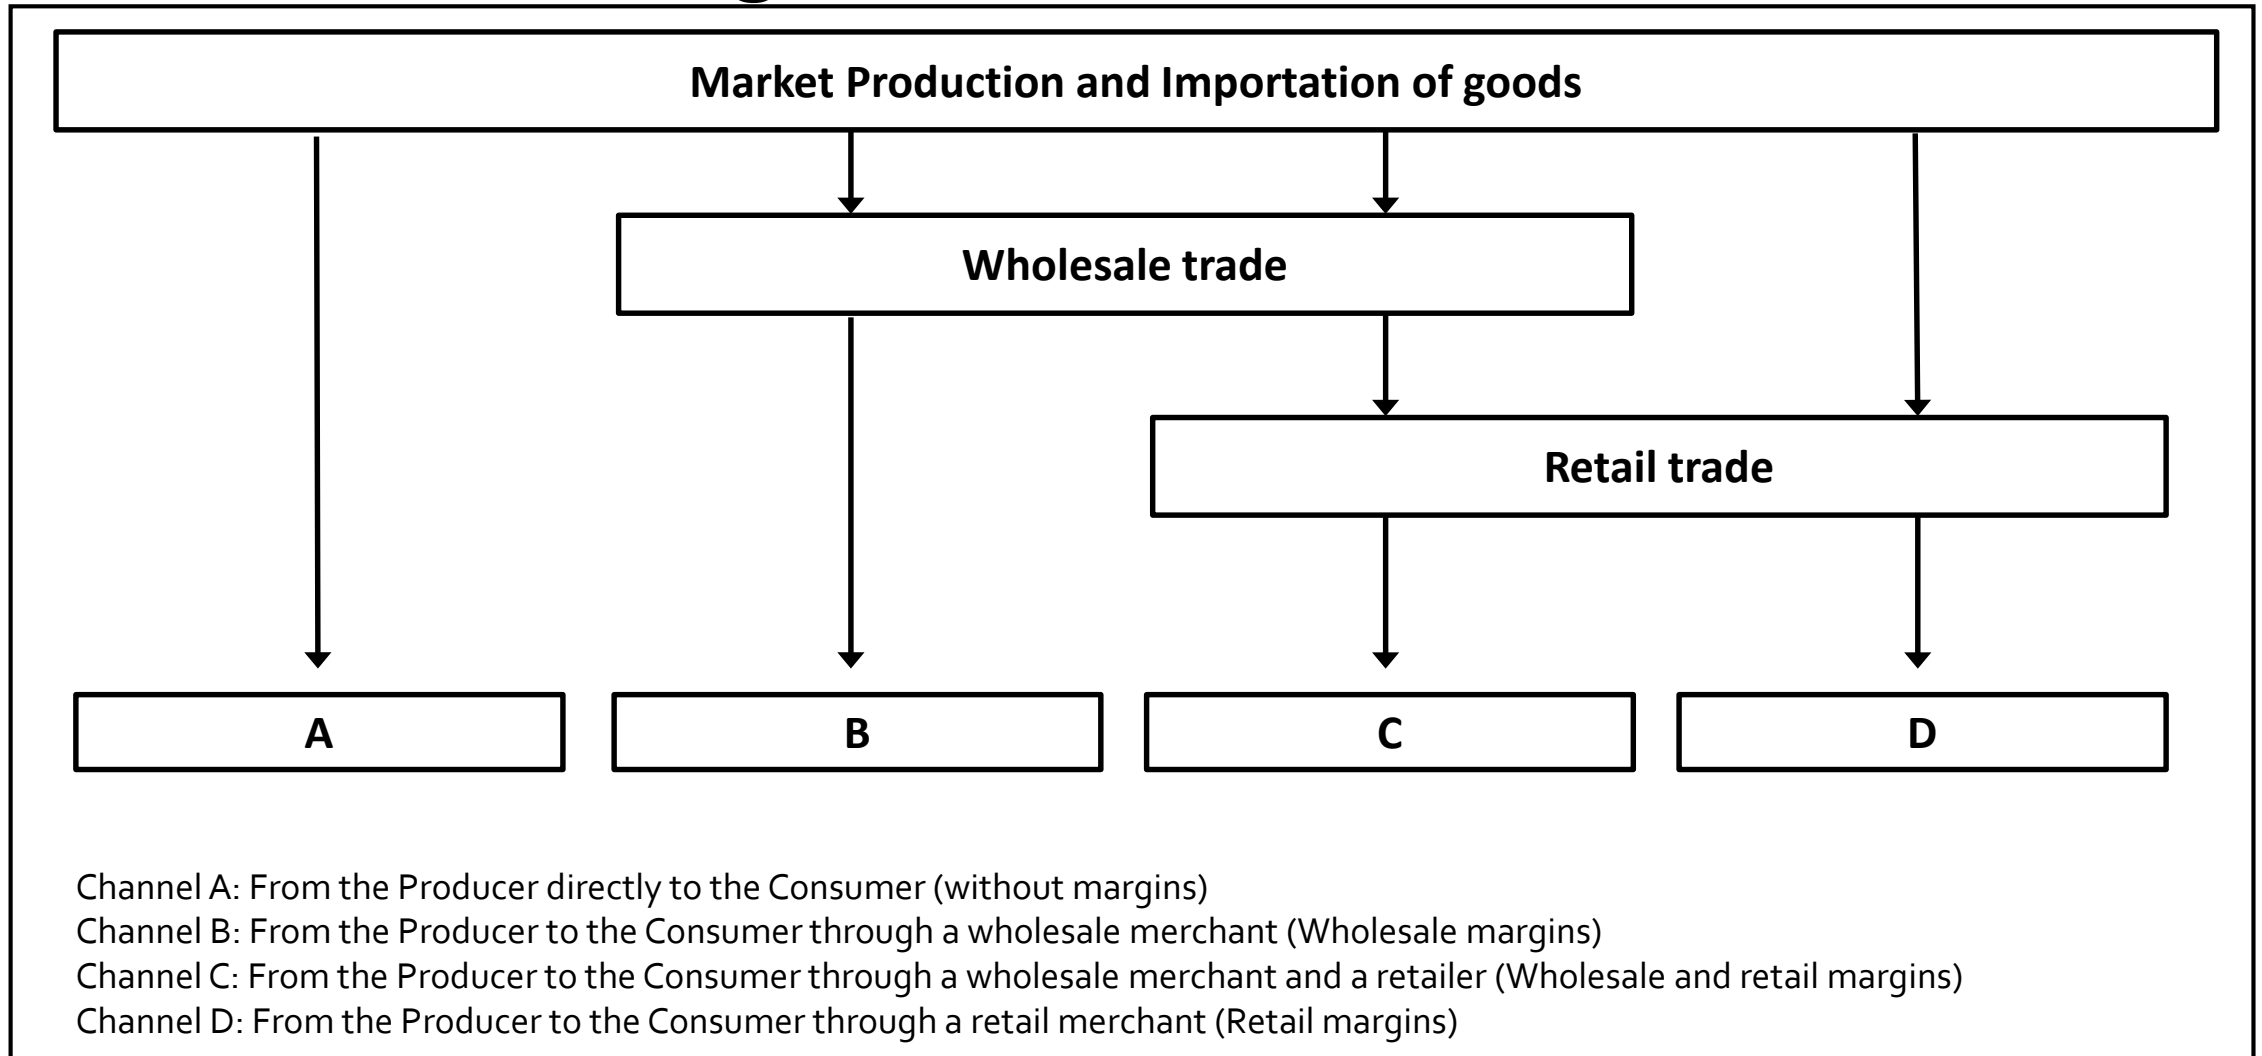 Market Production and Importation of goods
Wholesale trade
Retail trade
A
B
C
D
Channel A: From the Producer directly to the Consumer (without margins)
Channel B: From the Producer to the Consumer through a wholesale merchant (Wholesale margins)
Channel C: From the Producer to the Consumer through a wholesale merchant and a retailer (Wholesale and retail margins)
Channel D: From the Producer to the Consumer through a retail merchant (Retail margins)